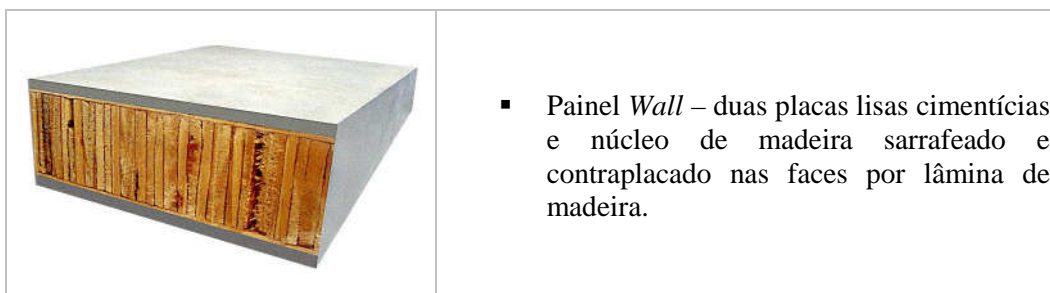 ▪ Painel Wall – duas placas lisas cimentícias
e núcleo de madeira sarrafeado e
contraplacado nas faces por lâmina de
madeira.